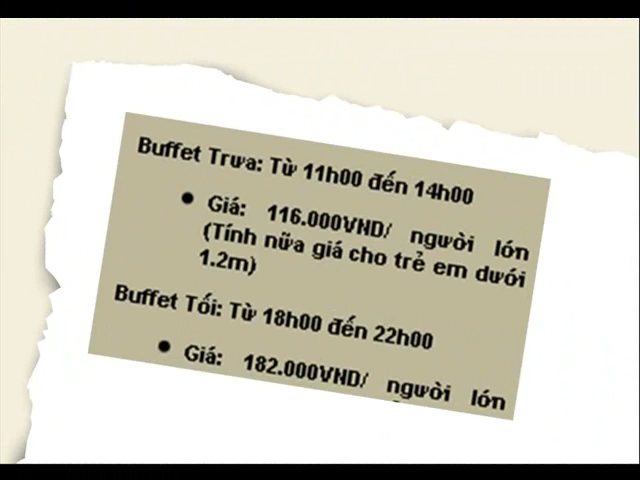 Buffet Trưa: Từ 11h00 đến 14h00
• Giá: 116.000VND/ người lớn
(Tính nữa giá cho trẻ em dưới
1.2m)
Buffet Tối: Từ 18h00 đến 22h00
• Giá: 182.000VND/ người lớn